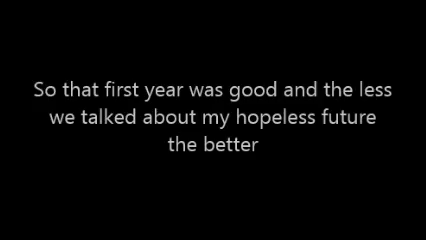 So that first year was good and the less
we talked about my hopeless future
the better